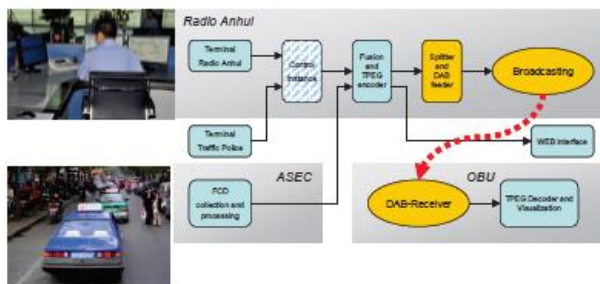 Radio Anhui
Terminal
Radio Anhui
Control
Instance
Fusion and
TPEG
encoder
Splitter
and
DAB
feeder
Broadcasting
Terminal
Traffic Police
WEB Interface
ASEC
OBU
FCD
collection and
processing
DAB-Receiver
TPEG Decoder and
Visualization